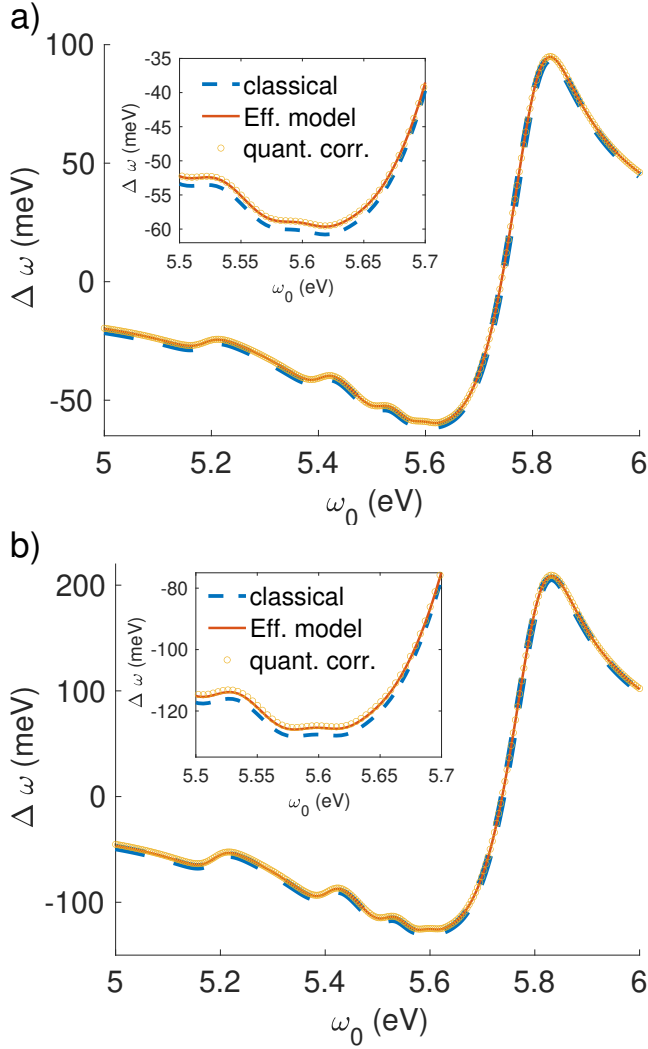 a)
100
50
0
-50
Δ ω (meV)
5
5.2
5.4
5.6
5.8
6
ω0 (eV)
-35
-40
-45
-50
-55
-60
Δ ω (meV)
classical
Eff. model
quant. corr.
5.5
5.55
5.6
5.65
5.7
ω0 (eV)
b)
200
100
0
-100
Δ ω (meV)
5
5.2
5.4
5.6
5.8
6
ω0 (eV)
-80
-100
-120
Δ ω (meV)
classical
Eff. model
quant. corr.
5.5
5.55
5.6
5.65
5.7
ω0 (eV)